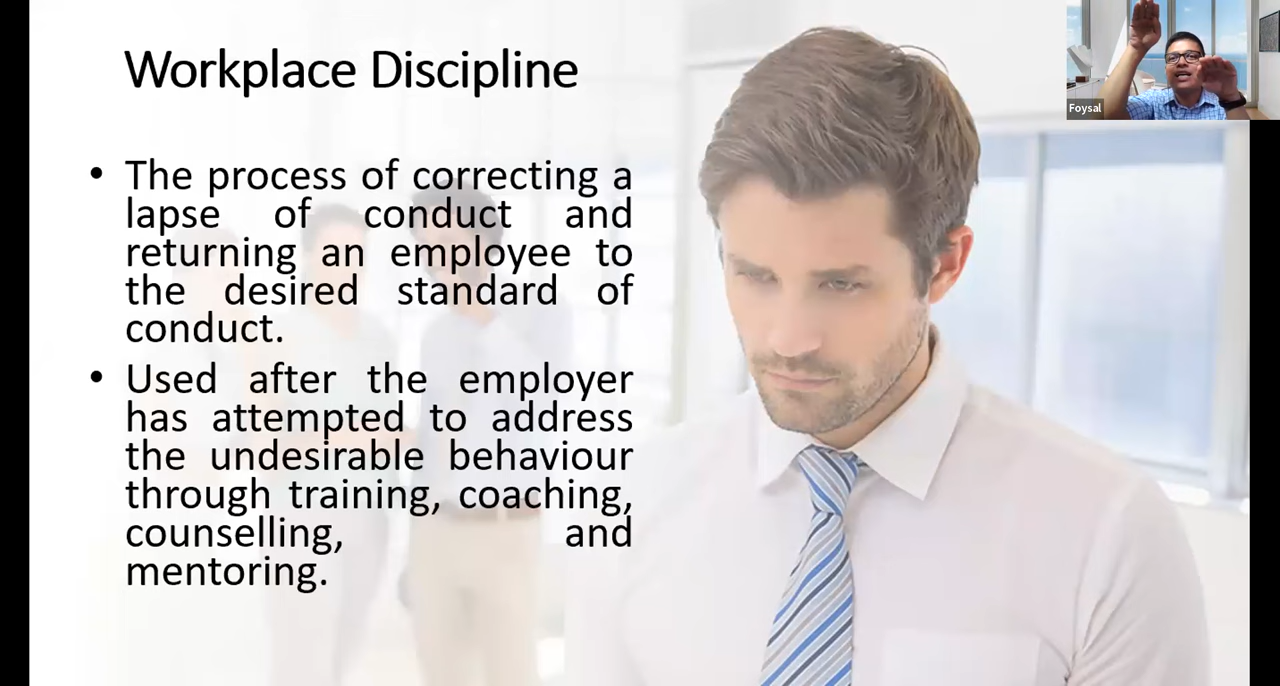 Workplace Discipline
Foysal
• The process of correcting a
lapse of conduct and
returning an employee to
the desired standard of
conduct.
• Used after the employer
has attempted to address
the undesirable behaviour
through training, coaching,
counselling, and
mentoring.